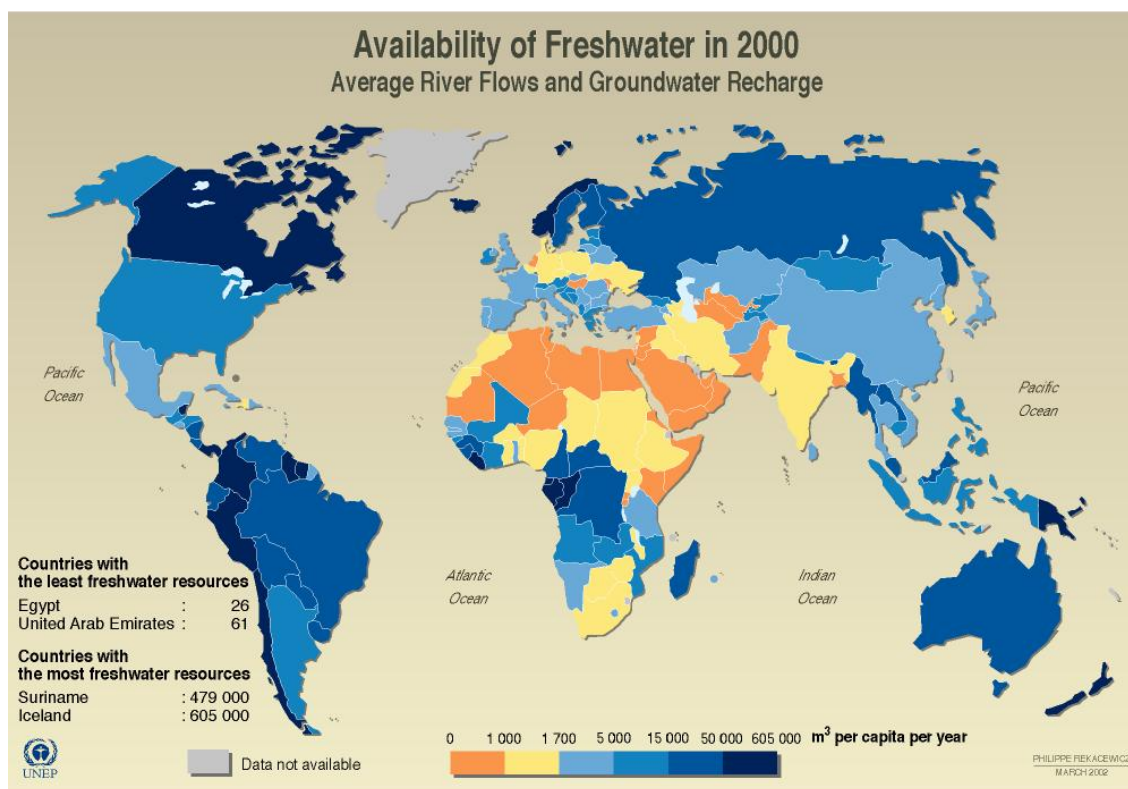 Availability of Freshwater in 2000
Average River Flows and Groundwater Recharge
Pacific
Ocean
Pacific
Ocean
Atlantic
Ocean
Indian
Ocean
Countries with
the least freshwater resources
Egypt : 26
United Arab Emirates : 61
Countries with
the most freshwater resources
Suriname : 479 000
Iceland : 605 000
0 1 000 1 700 5 000 15 000 50 000 605 000 m³ per capita per year
Data not available
UNEP
PHILIPPE REKACEWICZ
MARCH 2002